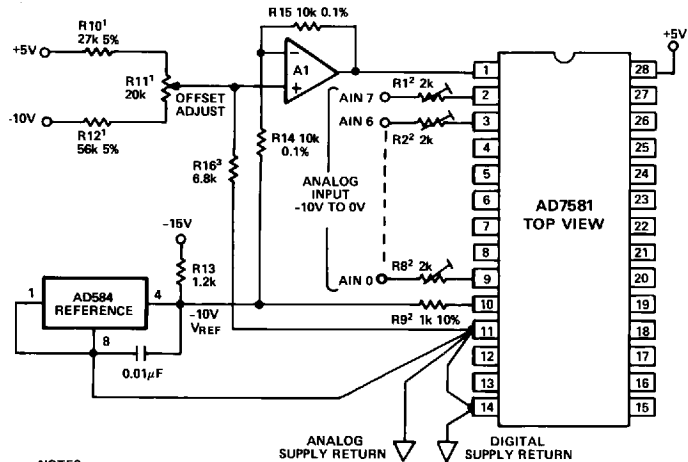 R15 10k 0.1%
R10¹
27k 5%
+5V
R11¹
20k
OFFSET
ADJUST
-10V
R12¹
56k 5%
A1
R14 10k
0.1%
R16³
6.8k
AIN 7
R1² 2k
AIN 6
R2² 2k
ANALOG
INPUT
-10V TO 0V
AIN 0
R8² 2k
R9² 1k 10%
-15V
R13
1.2k
1
AD584
REFERENCE
4
8
-10V
VREF
0.01µF
ANALOG
SUPPLY RETURN
DIGITAL
SUPPLY RETURN
+5V
AD7581
TOP VIEW
1
28
2
27
3
26
4
25
5
24
6
23
7
22
8
21
9
20
10
19
11
18
12
17
13
16
14
15